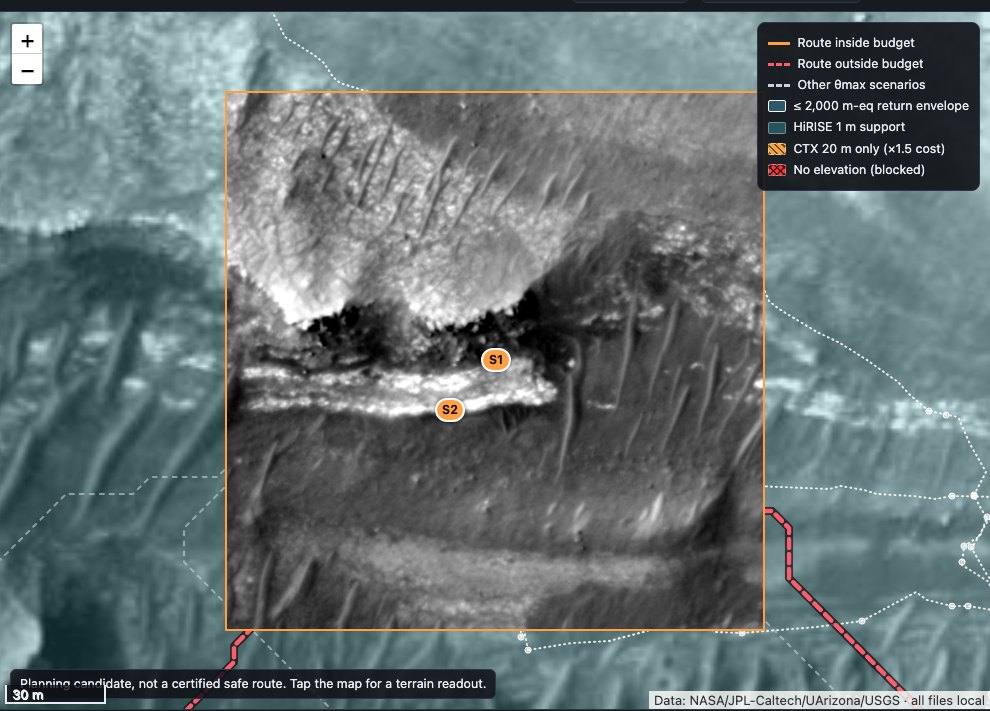 +
−
Route inside budget
Route outside budget
Other θmax scenarios
≤ 2,000 m-eq return envelope
HiRISE 1 m support
CTX 20 m only (×1.5 cost)
No elevation (blocked)
S1
S2
Planning candidate, not a certified safe route. Tap the map for a terrain readout.
30 m
Data: NASA/JPL-Caltech/UArizona/USGS · all files local